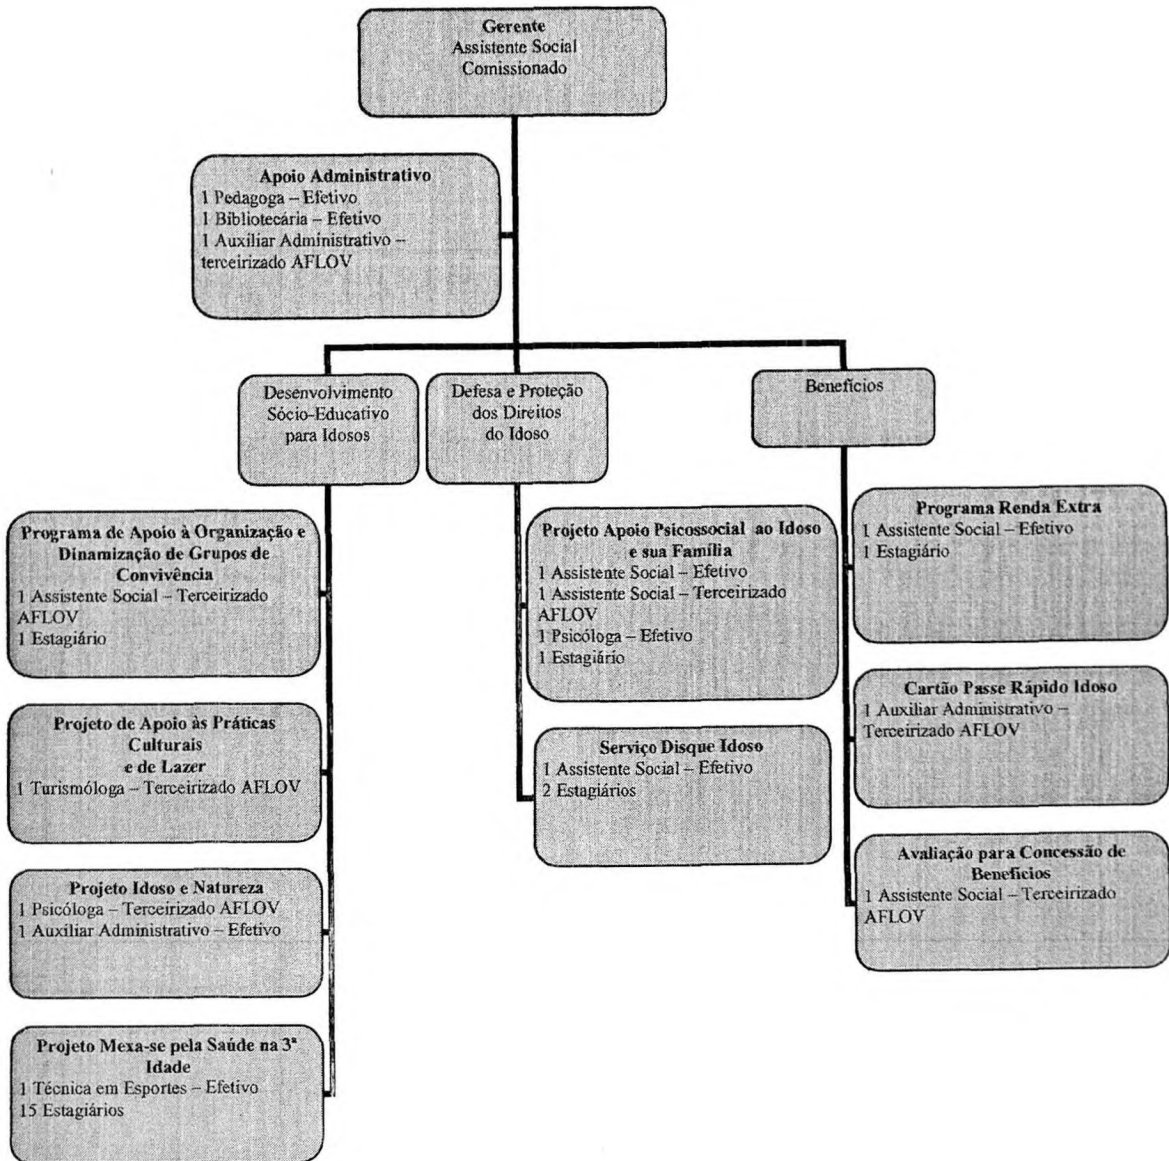 Gerente
Assistente Social
Comissionado
Apoio Administrativo
1 Pedagoga – Efetivo
1 Bibliotecária – Efetivo
1 Auxiliar Administrativo –
terceirizado AFLOV
Desenvolvimento
Sócio-Educativo
para Idosos
Defesa e Proteção
dos Direitos
do Idoso
Benefícios
Programa de Apoio à Organização e
Dinamização de Grupos de
Convivência
1 Assistente Social – Terceirizado
AFLOV
1 Estagiário
Projeto de Apoio às Práticas
Culturais
e de Lazer
1 Turismóloga – Terceirizado AFLOV
Projeto Idoso e Natureza
1 Psicóloga – Terceirizado AFLOV
1 Auxiliar Administrativo – Efetivo
Projeto Mexa-se pela Saúde na 3ª
Idade
1 Técnica em Esportes – Efetivo
15 Estagiários
Projeto Apoio Psicossocial ao Idoso
e sua Família
1 Assistente Social – Efetivo
1 Assistente Social – Terceirizado
AFLOV
1 Psicóloga – Efetivo
1 Estagiário
Serviço Disque Idoso
1 Assistente Social – Efetivo
2 Estagiários
Programa Renda Extra
1 Assistente Social – Efetivo
1 Estagiário
Cartão Passe Rápido Idoso
1 Auxiliar Administrativo –
Terceirizado AFLOV
Avaliação para Concessão de
Benefícios
1 Assistente Social – Terceirizado
AFLOV